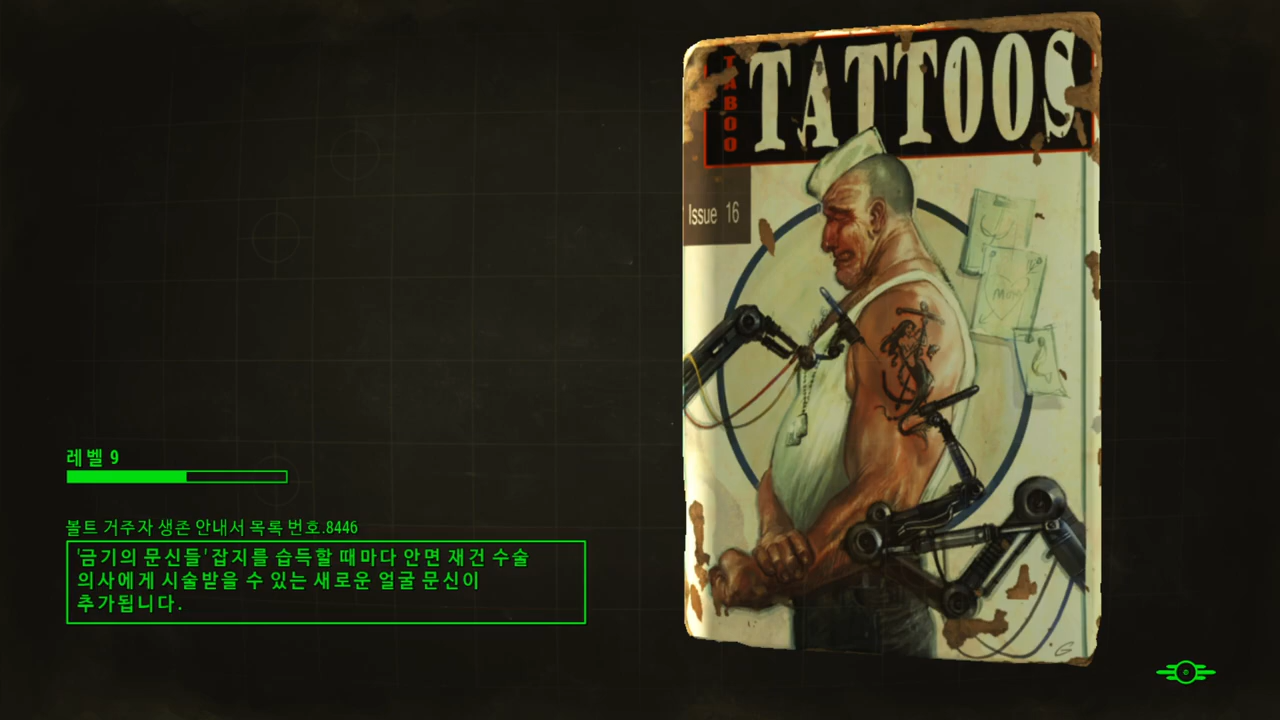 TABOO
TATTOOS
Issue 16
MOM
레벨 9
볼트 거주자 생존 안내서 목록 번호.8446
'금기의 문신들' 잡지를 습득할 때마다 안면 재건 수술
의사에게 시술받을 수 있는 새로운 얼굴 문신이
추가됩니다.